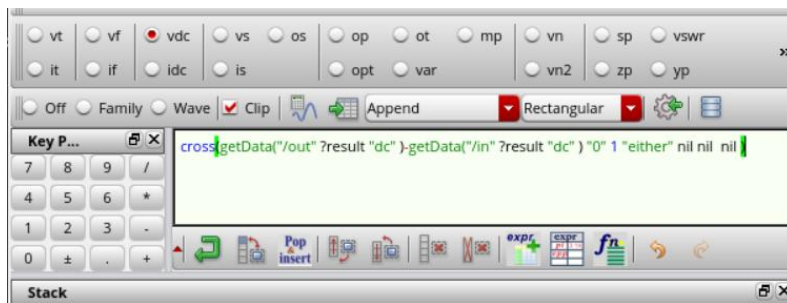 vt vf vdc vs os op ot mp vn sp vswr »
it if idc is opt var vn2 zp yp
Off Family Wave Clip Append Rectangular
Key P...
cross(getData("/out" ?result "dc" )-getData("/in" ?result "dc" ) "0" 1 "either" nil nil nil )
7 8 9 /
4 5 6 *
1 2 3 -
0 ± . +
Pop & insert expr expr fn
Stack